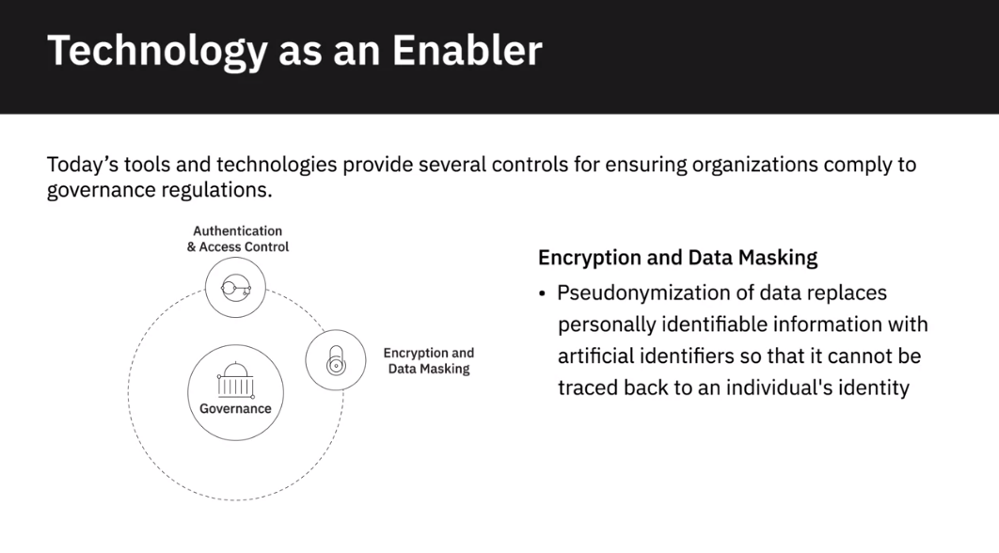 Technology as an Enabler
Today’s tools and technologies provide several controls for ensuring organizations comply to
governance regulations.
Authentication
& Access Control
Encryption and
Data Masking
Governance
Encryption and Data Masking
• Pseudonymization of data replaces
personally identifiable information with
artificial identifiers so that it cannot be
traced back to an individual's identity